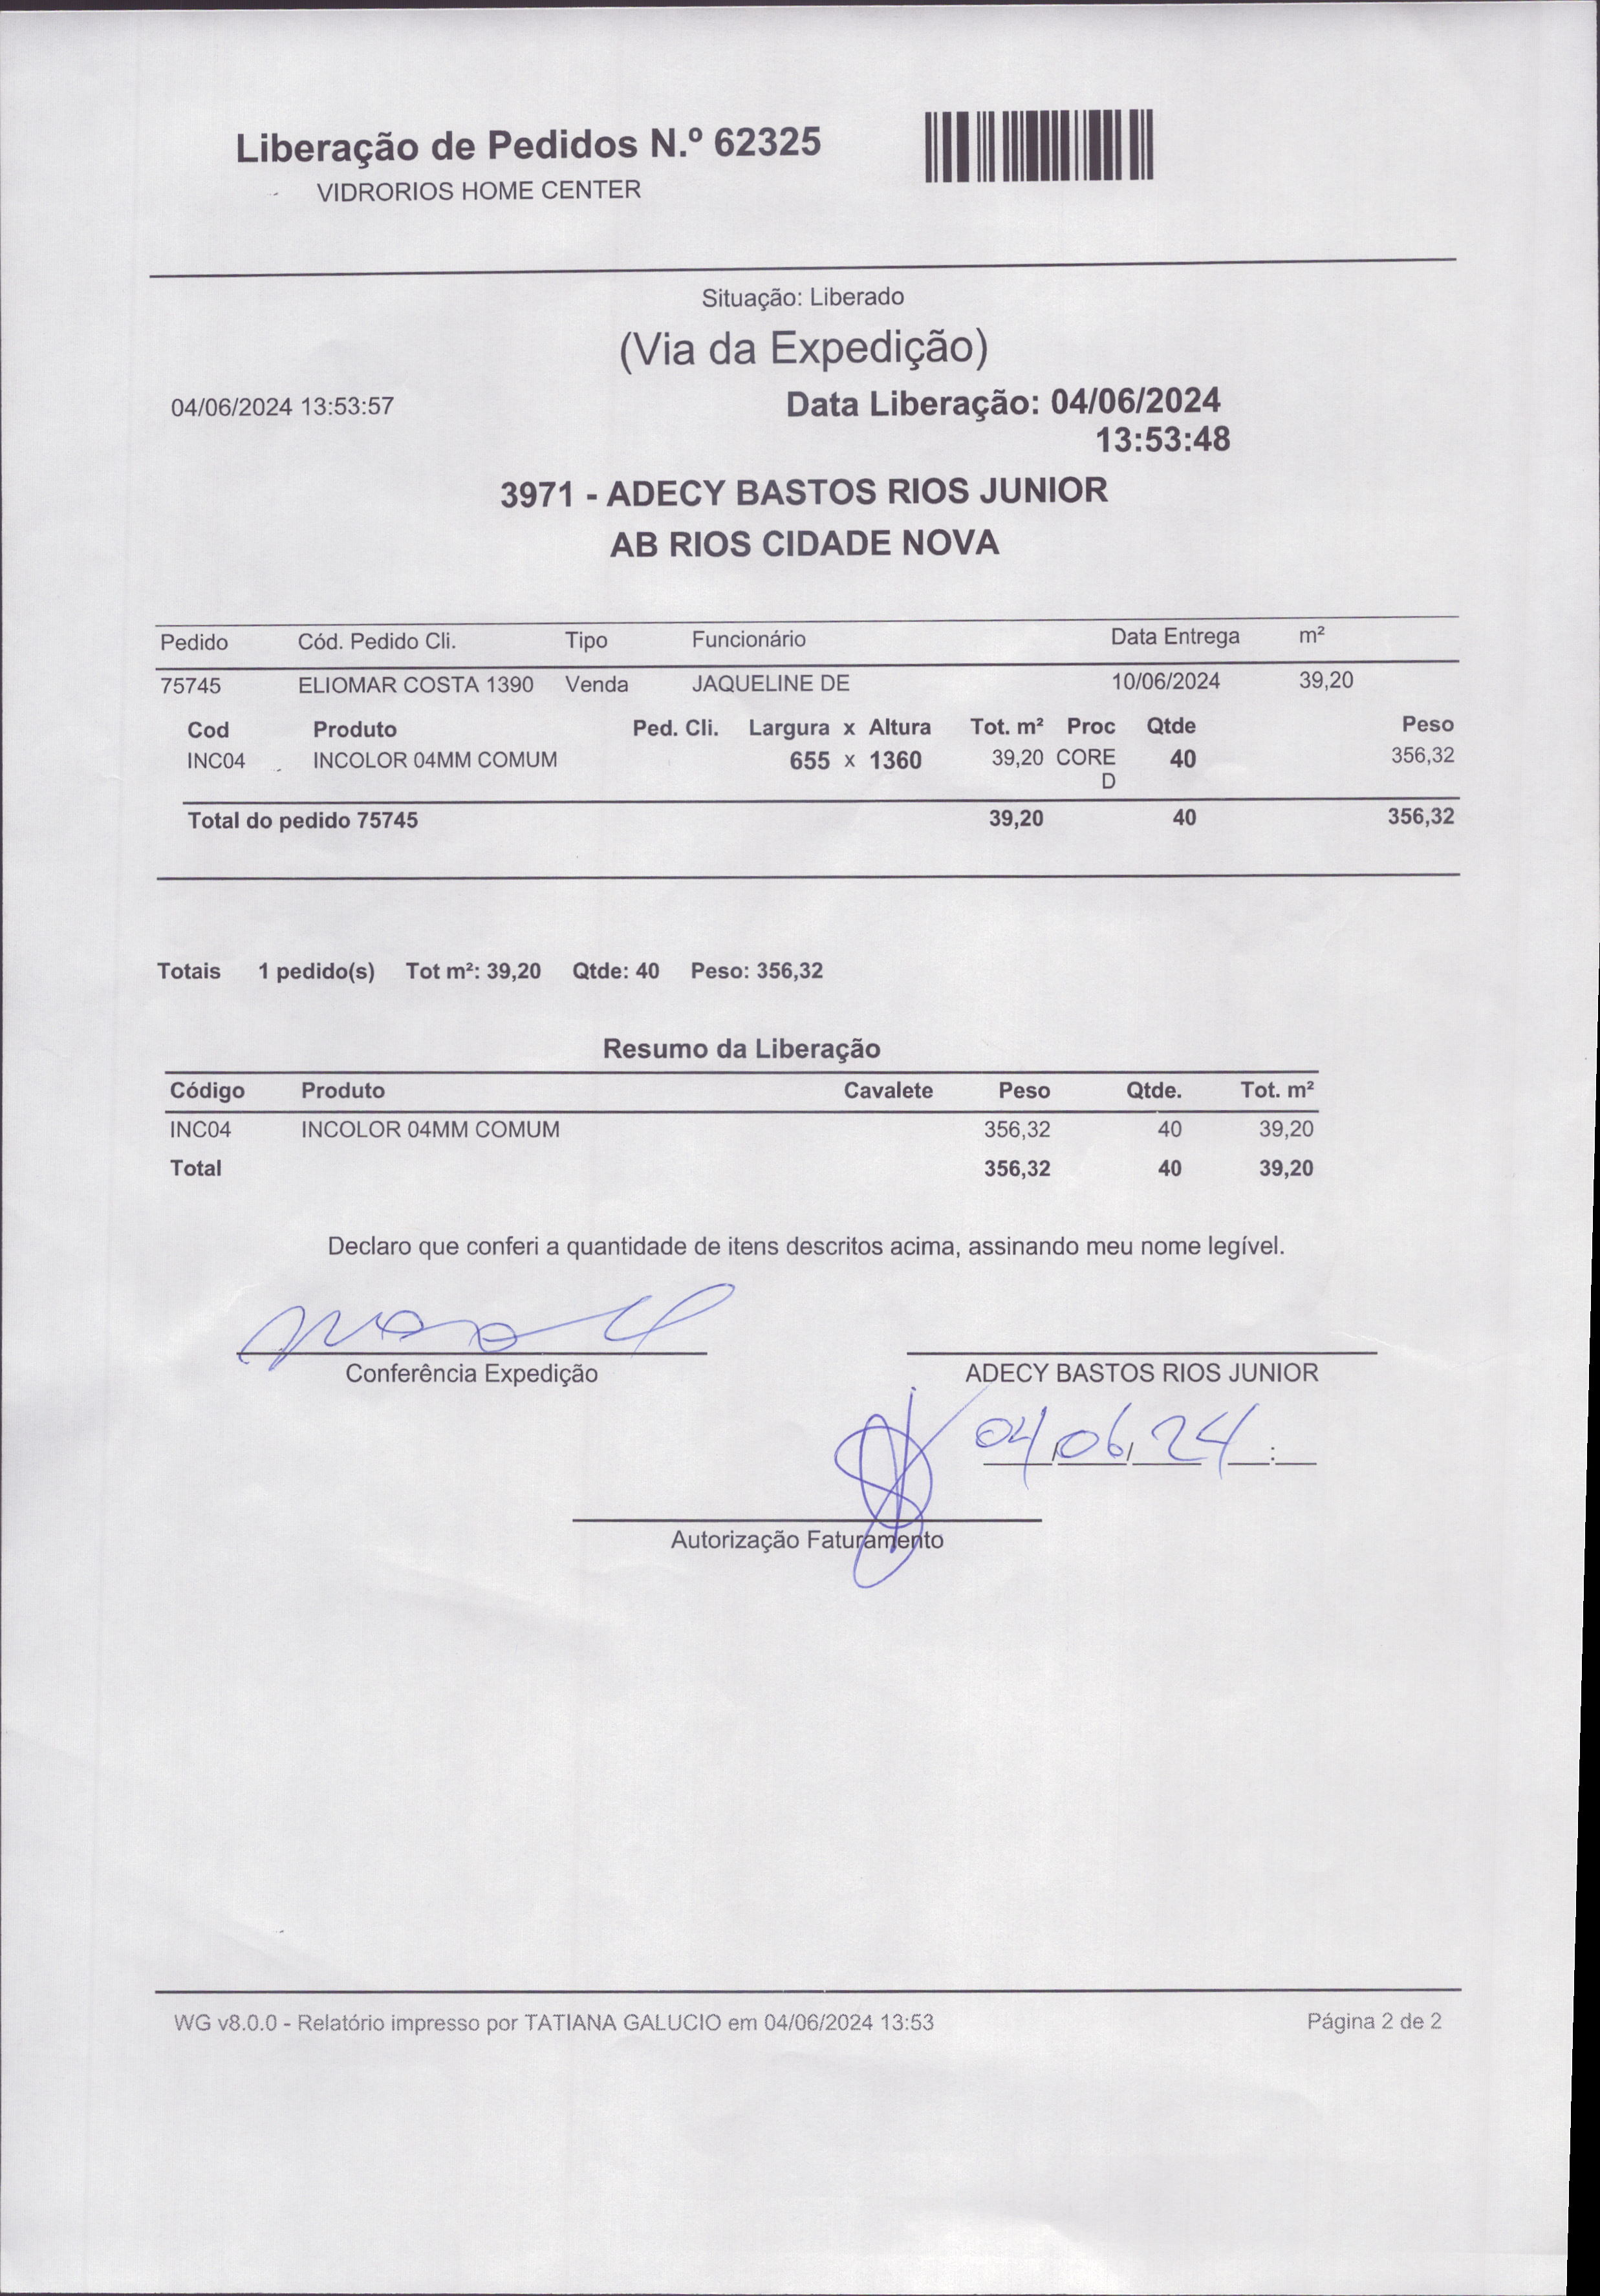 Liberação de Pedidos N.º 62325
VIDRORIOS HOME CENTER
Situação: Liberado
(Via da Expedição)
04/06/2024 13:53:57 Data Liberação: 04/06/2024
13:53:48
3971 - ADECY BASTOS RIOS JUNIOR
AB RIOS CIDADE NOVA
Pedido Cód. Pedido Cli. Tipo Funcionário Data Entrega m²
75745 ELIOMAR COSTA 1390 Venda JAQUELINE DE 10/06/2024 39,20
Cod Produto Ped. Cli. Largura x Altura Tot. m² Proc Qtde Peso
INC04 INCOLOR 04MM COMUM 655 x 1360 39,20 CORE 40 356,32
D
Total do pedido 75745 39,20 40 356,32
Totais 1 pedido(s) Tot m²: 39,20 Qtde: 40 Peso: 356,32
Resumo da Liberação
Código Produto Cavalete Peso Qtde. Tot. m²
INC04 INCOLOR 04MM COMUM 356,32 40 39,20
Total 356,32 40 39,20
Declaro que conferi a quantidade de itens descritos acima, assinando meu nome legível.
Conferência Expedição ADECY BASTOS RIOS JUNIOR
04/06/24 __:__
Autorização Faturamento
WG v8.0.0 - Relatório impresso por TATIANA GALUCIO em 04/06/2024 13:53 Página 2 de 2